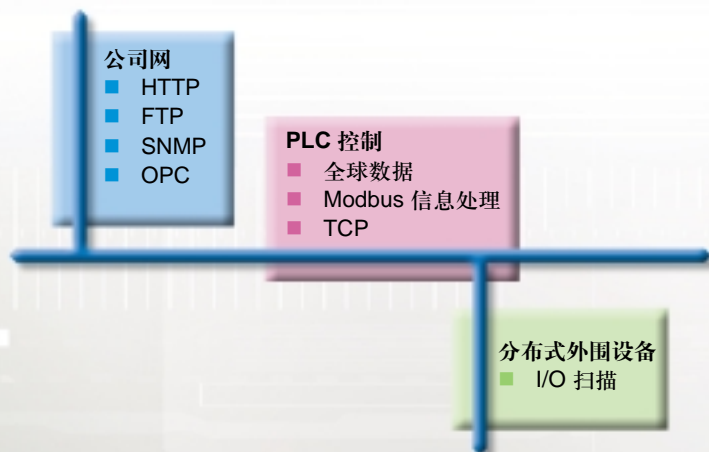 公司网
HTTP
FTP
SNMP
OPC
PLC 控制
全球数据
Modbus 信息处理
TCP
分布式外围设备
I/O 扫描